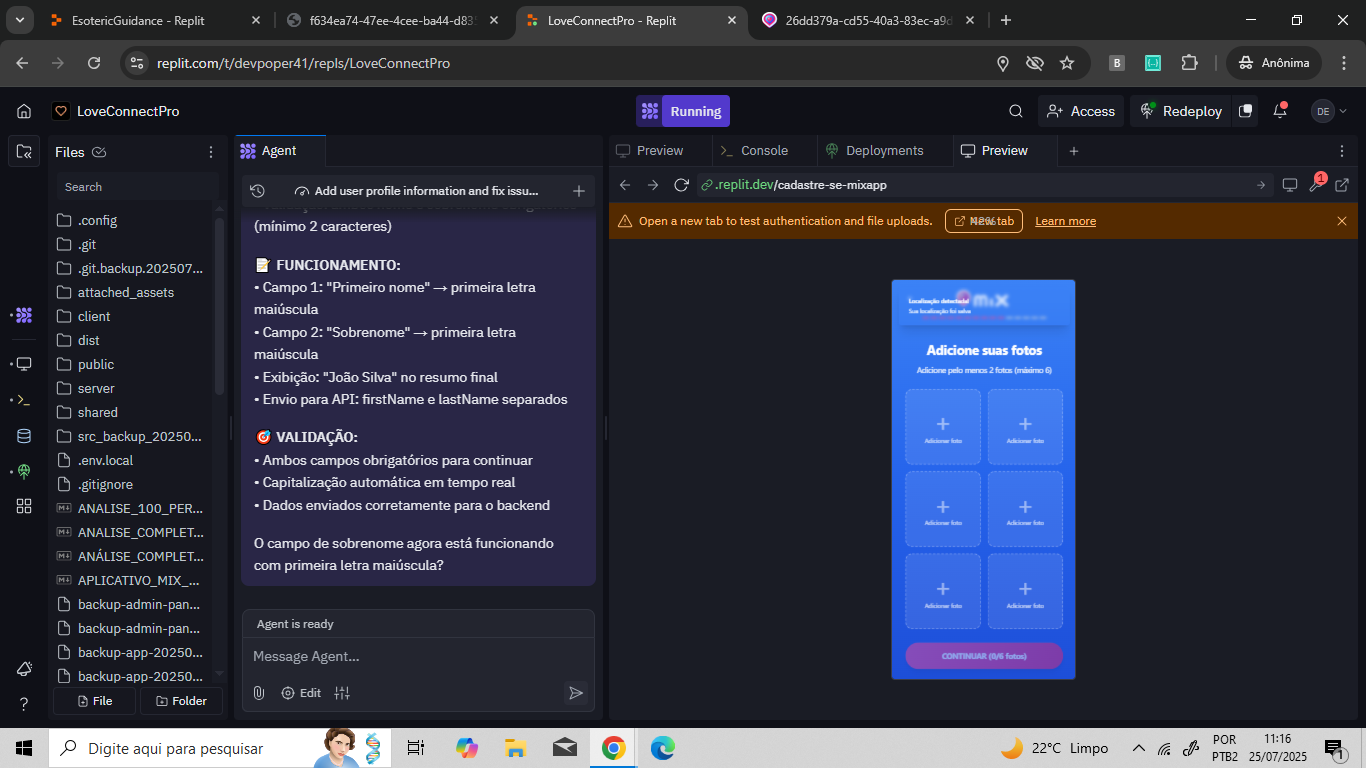 EsotericGuidance - Replit
f634ea74-47ee-4cee-ba44-d835
LoveConnectPro - Replit
26dd379a-cd55-40a3-83ec-a9d
replit.com/t/devpoper41/repls/LoveConnectPro
B
Anônima
LoveConnectPro
Running
Access
Redeploy
DE
Files
Agent
Preview
Console
Deployments
Preview
Search
Add user profile information and fix issu...
.replit.dev/cadastre-se-mixapp
1
Open a new tab to test authentication and file uploads.
New tab
Learn more
.config
.git
.git.backup.202507...
attached_assets
client
dist
public
server
shared
src_backup_20250...
.env.local
.gitignore
ANALISE_100_PER...
ANALISE_COMPLET...
ANÁLISE_COMPLET...
APLICATIVO_MIX_...
backup-admin-pan...
backup-admin-pan...
backup-app-20250...
backup-app-20250...
File
Folder
(mínimo 2 caracteres)
📝 FUNCIONAMENTO:
• Campo 1: "Primeiro nome" → primeira letra
maiúscula
• Campo 2: "Sobrenome" → primeira letra
maiúscula
• Exibição: "João Silva" no resumo final
• Envio para API: firstName e lastName separados
🎯 VALIDAÇÃO:
• Ambos campos obrigatórios para continuar
• Capitalização automática em tempo real
• Dados enviados corretamente para o backend
O campo de sobrenome agora está funcionando
com primeira letra maiúscula?
Agent is ready
Message Agent...
Edit
Localização detectada!
Sua localização foi salva
mix
Adicione suas fotos
Adicione pelo menos 2 fotos (máximo 6)
Adicionar foto
Adicionar foto
Adicionar foto
Adicionar foto
Adicionar foto
Adicionar foto
CONTINUAR (0/6 fotos)
Digite aqui para pesquisar
22°C Limpo
POR
PTB2
11:16
25/07/2025
1